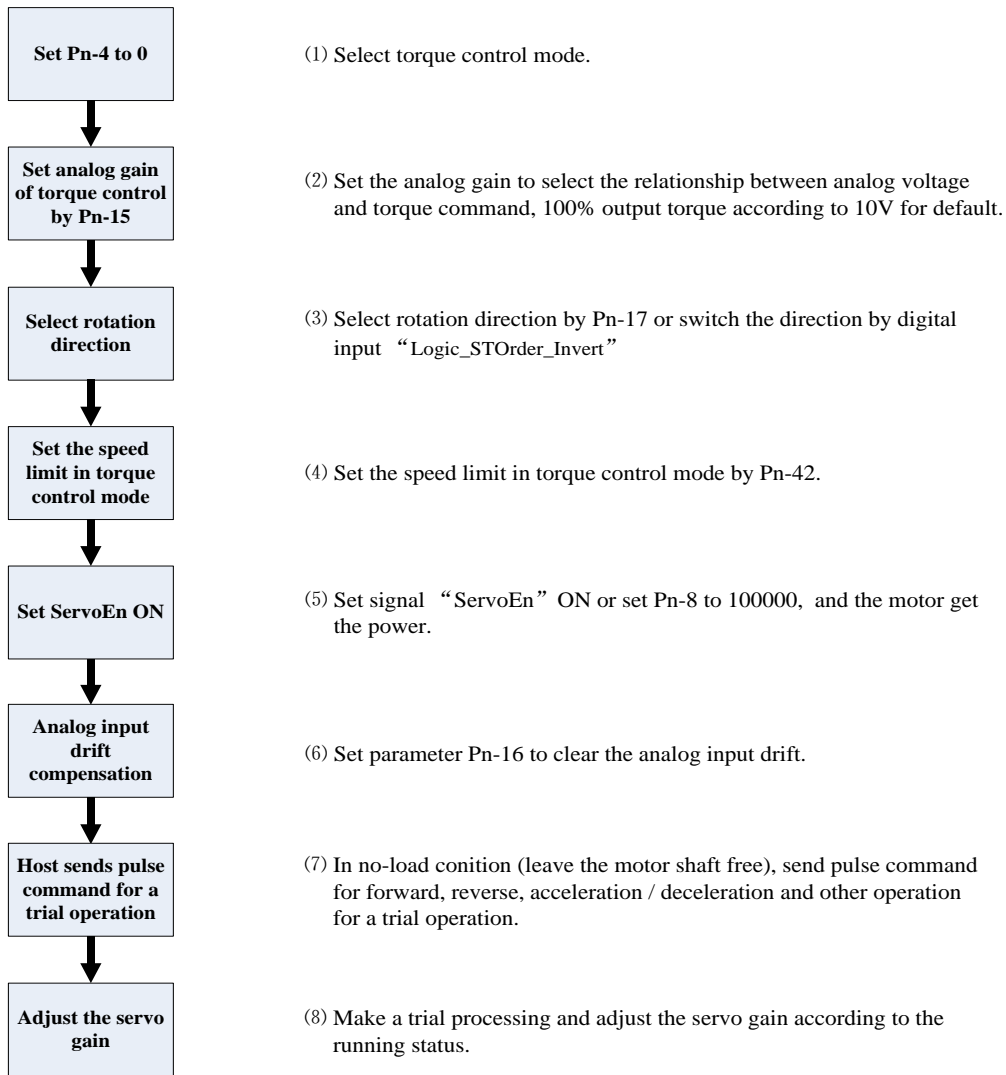 Set Pn-4 to 0
(1) Select torque control mode.
Set analog gain
of torque control
by Pn-15
(2) Set the analog gain to select the relationship between analog voltage
and torque command, 100% output torque according to 10V for default.
Select rotation
direction
(3) Select rotation direction by Pn-17 or switch the direction by digital
input “Logic_STOrder_Invert”
Set the speed
limit in torque
control mode
(4) Set the speed limit in torque control mode by Pn-42.
Set ServoEn ON
(5) Set signal “ServoEn” ON or set Pn-8 to 100000, and the motor get
the power.
Analog input
drift
compensation
(6) Set parameter Pn-16 to clear the analog input drift.
Host sends pulse
command for a
trial operation
(7) In no-load conition (leave the motor shaft free), send pulse command
for forward, reverse, acceleration / deceleration and other operation
for a trial operation.
Adjust the servo
gain
(8) Make a trial processing and adjust the servo gain according to the
running status.